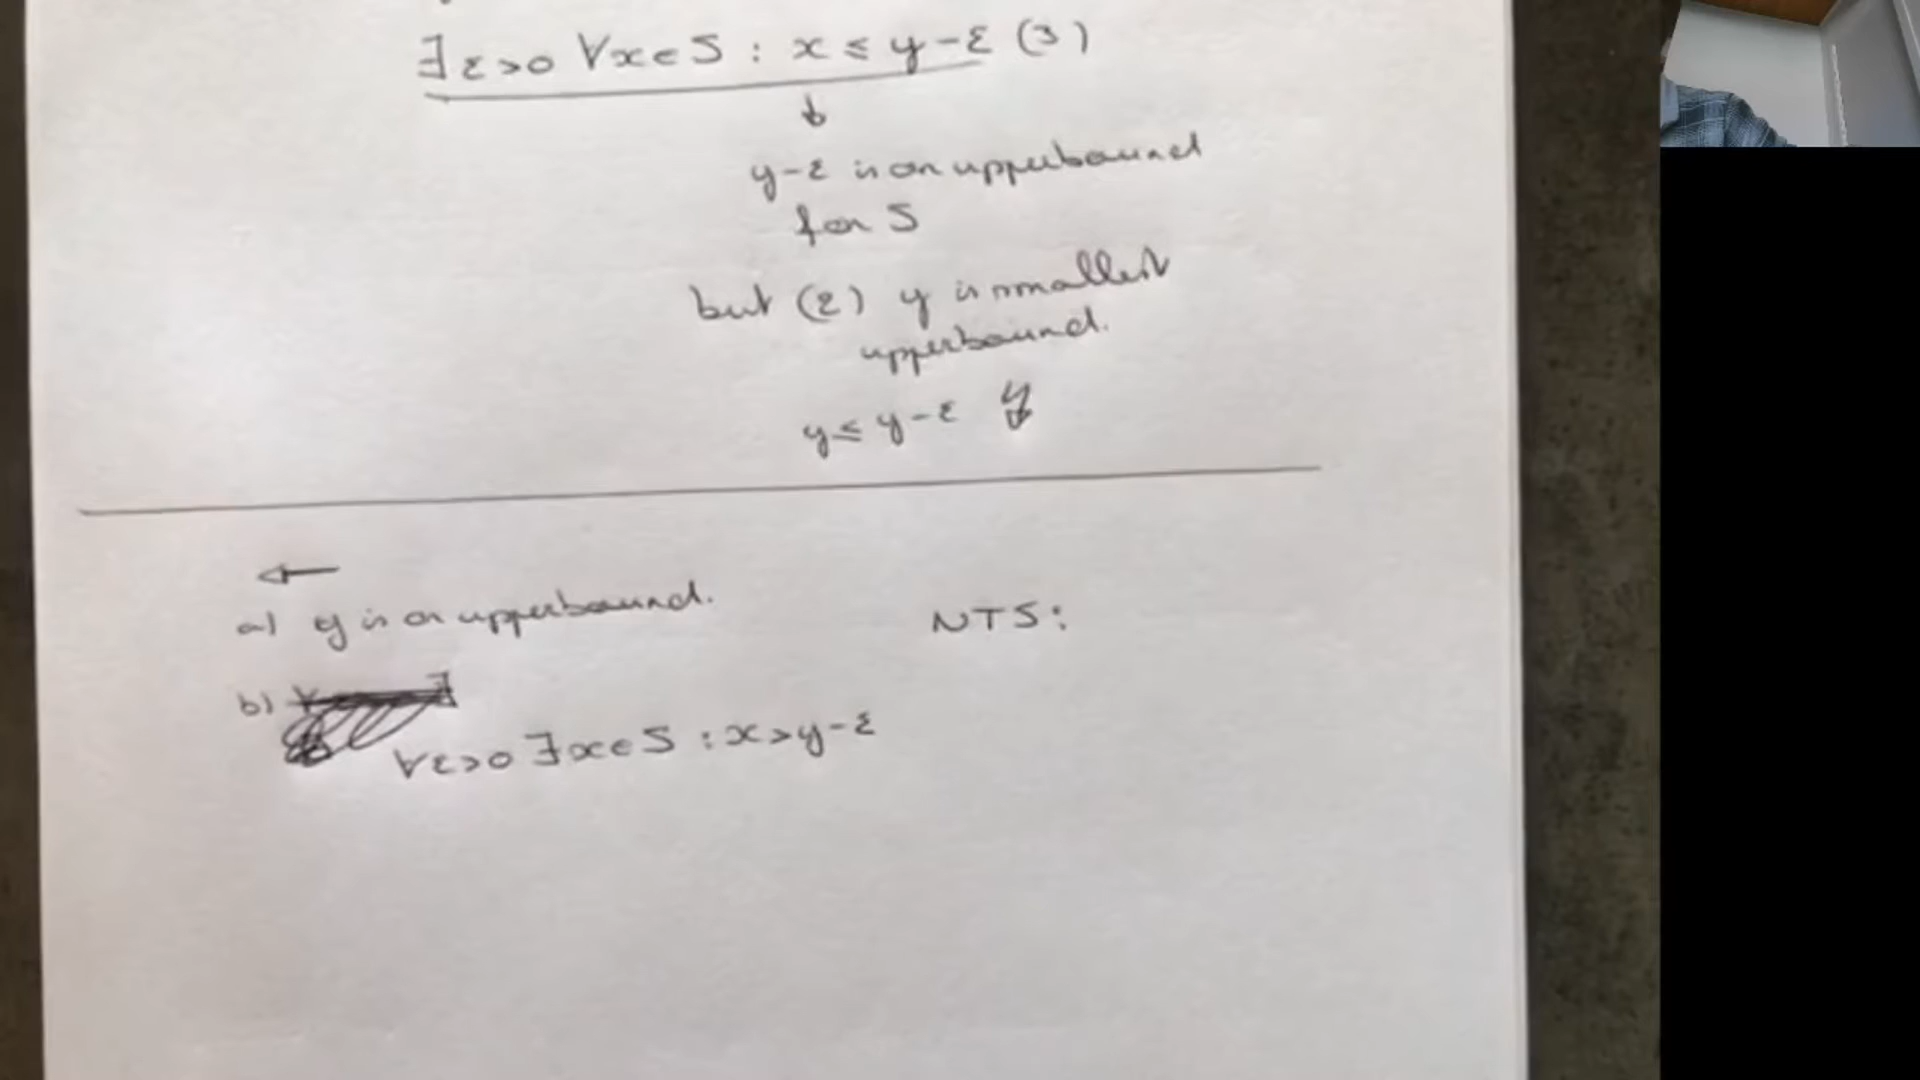 ∃ε>0 ∀x∈S : x ≤ y-ε (3)
y-ε is an upperbound
for S
but (2) y is smallest
upperbound.
y ≤ y-ε ↯
←
a) y is an upperbound.
NTS:
b)
∀ε>0 ∃x∈S : x>y-ε